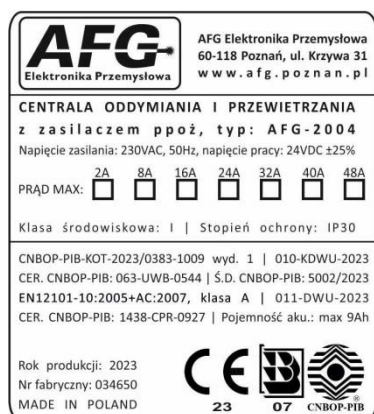 AFG
Elektronika Przemysłowa
AFG Elektronika Przemysłowa
60-118 Poznań, ul. Krzywa 31
www.afg.poznan.pl
CENTRALA ODDYMIANIA I PRZEWIETRZANIA
z zasilaczem ppoż, typ: AFG-2004
Napięcie zasilania: 230VAC, 50Hz, napięcie pracy: 24VDC ±25%
2A 8A 16A 24A 32A 40A 48A
PRĄD MAX:
Klasa środowiskowa: I | Stopień ochrony: IP30
CNBOP-PIB-KOT-2023/0383-1009 wyd. 1 | 010-KDWU-2023
CER. CNBOP-PIB: 063-UWB-0544 | Ś.D. CNBOP-PIB: 5002/2023
EN12101-10:2005+AC:2007, klasa A | 011-DWU-2023
CER. CNBOP-PIB: 1438-CPR-0927 | Pojemność aku.: max 9Ah
Rok produkcji: 2023
Nr fabryczny: 034650
MADE IN POLAND
CE
23
B
07
CNBOP-PIB®